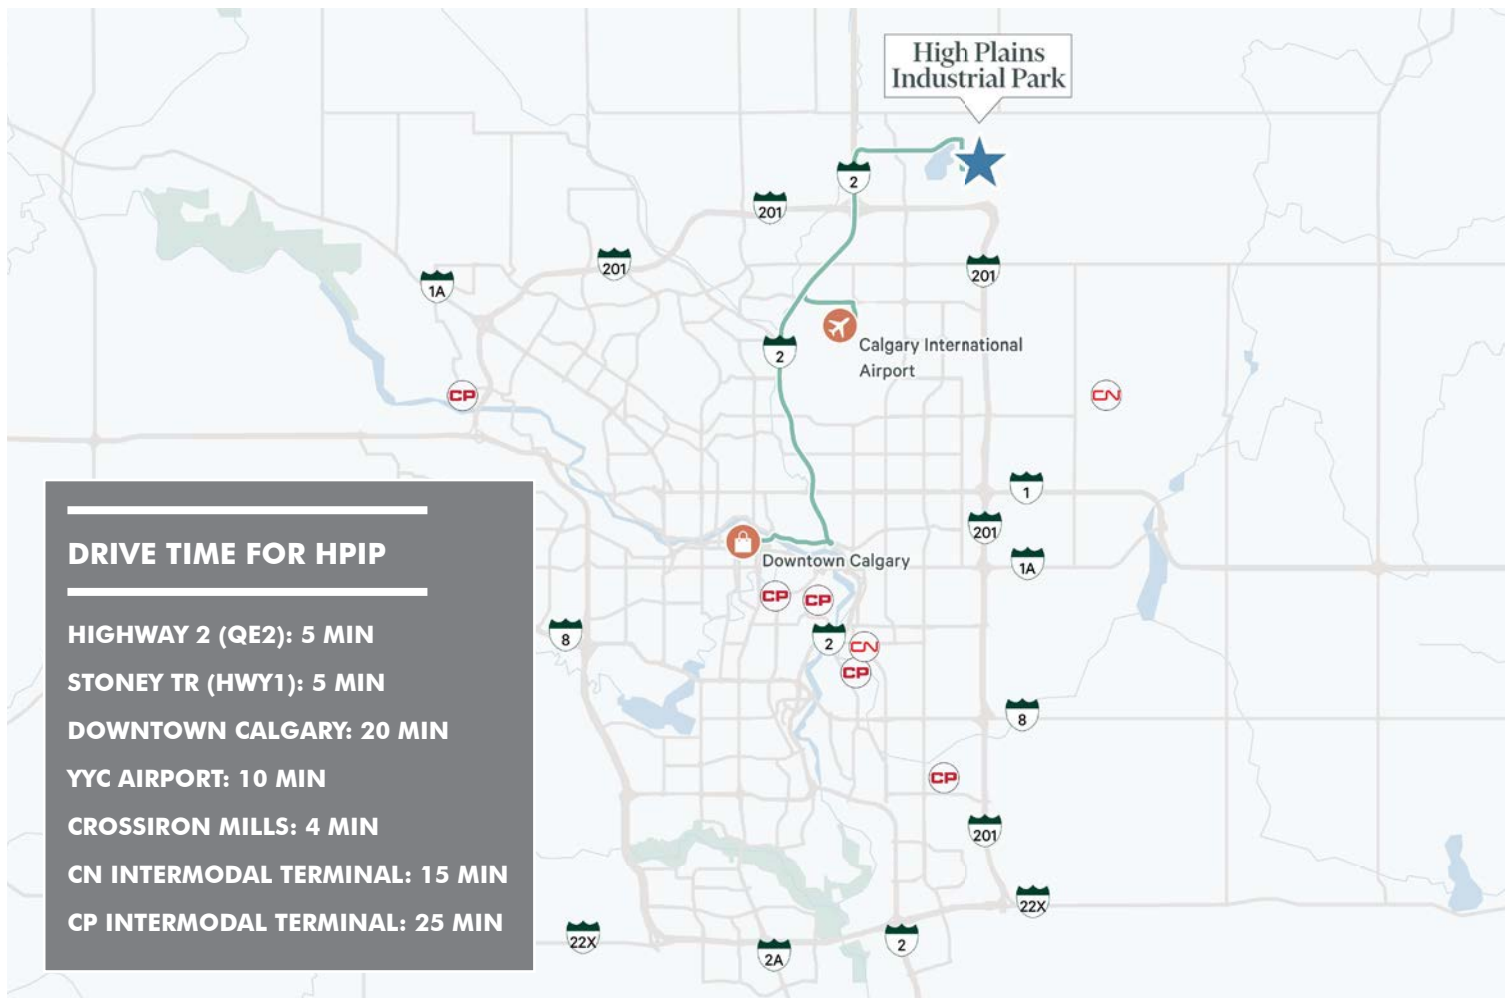 High Plains
Industrial Park
2
201
201
201
1A
2
Calgary International
Airport
CP
CN
1
201
1A
Downtown Calgary
CP
CP
8
2
CN
CP
8
CP
201
22X
22X
2A
2
DRIVE TIME FOR HPIP
HIGHWAY 2 (QE2): 5 MIN
STONEY TR (HWY1): 5 MIN
DOWNTOWN CALGARY: 20 MIN
YYC AIRPORT: 10 MIN
CROSSIRON MILLS: 4 MIN
CN INTERMODAL TERMINAL: 15 MIN
CP INTERMODAL TERMINAL: 25 MIN